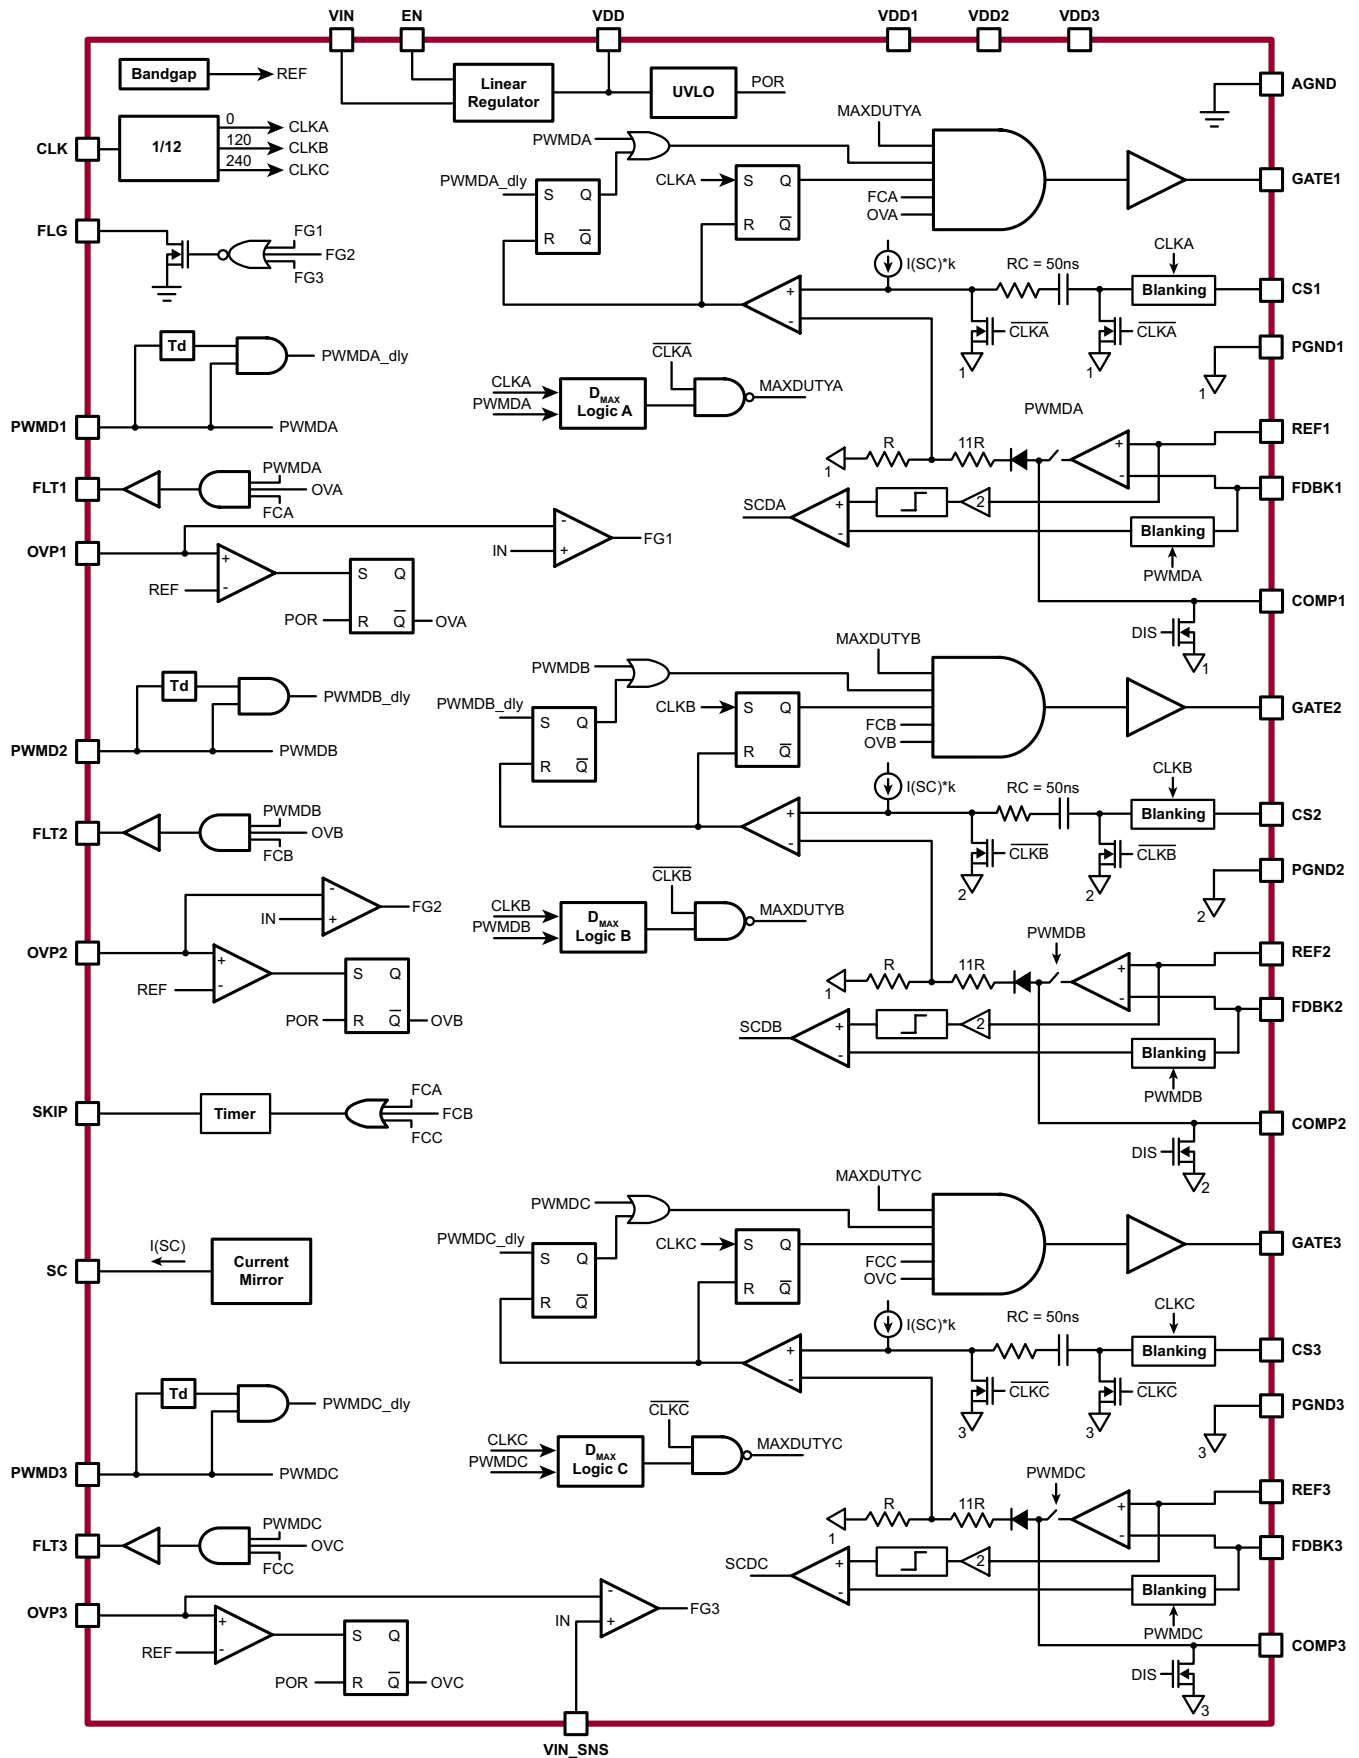 VIN
EN
VDD
VDD1
VDD2
VDD3
Bandgap
REF
Linear
Regulator
UVLO
POR
AGND
CLK
1/12
0
CLKA
120
CLKB
240
CLKC
MAXDUTYA
PWMDA
PWMDA_dly
S
Q
R
Q̅
CLKA
S
Q
R
Q̅
FCA
OVA
GATE1
FLG
FG1
FG2
FG3
I(SC)*k
RC = 50ns
CLKA
Blanking
CS1
+
-
C̅L̅K̅A̅
C̅L̅K̅A̅
1
1
PGND1
1
Td
PWMDA_dly
PWMD1
PWMDA
C̅L̅K̅A̅
CLKA
PWMDA
DMAX
Logic A
MAXDUTYA
PWMDA
REF1
1
R
11R
+
-
FLT1
PWMDA
OVA
FCA
SCDA
+
-
2
FDBK1
Blanking
PWMDA
OVP1
-
+
IN
FG1
+
-
REF
S
Q
R
Q̅
POR
OVA
COMP1
DIS
1
MAXDUTYB
PWMDB
PWMDB_dly
S
Q
R
Q̅
CLKB
S
Q
R
Q̅
FCB
OVB
GATE2
Td
PWMDB_dly
PWMD2
PWMDB
I(SC)*k
RC = 50ns
CLKB
Blanking
CS2
+
-
C̅L̅K̅B̅
C̅L̅K̅B̅
2
2
PGND2
2
FLT2
PWMDB
OVB
FCB
C̅L̅K̅B̅
CLKB
PWMDB
DMAX
Logic B
MAXDUTYB
-
+
IN
FG2
OVP2
+
-
REF
S
Q
R
Q̅
POR
OVB
PWMDB
REF2
1
R
11R
+
-
SCDB
+
-
2
FDBK2
Blanking
PWMDB
SKIP
Timer
FCA
FCB
FCC
COMP2
DIS
2
MAXDUTYC
PWMDC
PWMDC_dly
S
Q
R
Q̅
CLKC
S
Q
R
Q̅
FCC
OVC
GATE3
SC
I(SC)
Current
Mirror
I(SC)*k
RC = 50ns
CLKC
Blanking
CS3
+
-
C̅L̅K̅C̅
C̅L̅K̅C̅
3
3
PGND3
3
Td
PWMDC_dly
PWMD3
PWMDC
C̅L̅K̅C̅
CLKC
PWMDC
DMAX
Logic C
MAXDUTYC
PWMDC
REF3
1
R
11R
+
-
FLT3
PWMDC
OVC
FCC
SCDC
+
-
2
FDBK3
Blanking
PWMDC
OVP3
-
+
IN
FG3
+
-
REF
S
Q
R
Q̅
POR
OVC
COMP3
DIS
3
VIN_SNS